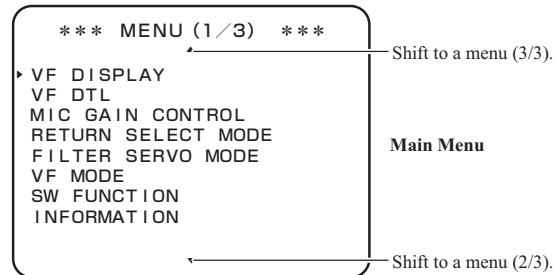 *** MENU (1/3) ***
Shift to a menu (3/3).
VF DISPLAY
VF DTL
MIC GAIN CONTROL
RETURN SELECT MODE
Main Menu
FILTER SERVO MODE
VF MODE
SW FUNCTION
INFORMATION
Shift to a menu (2/3).